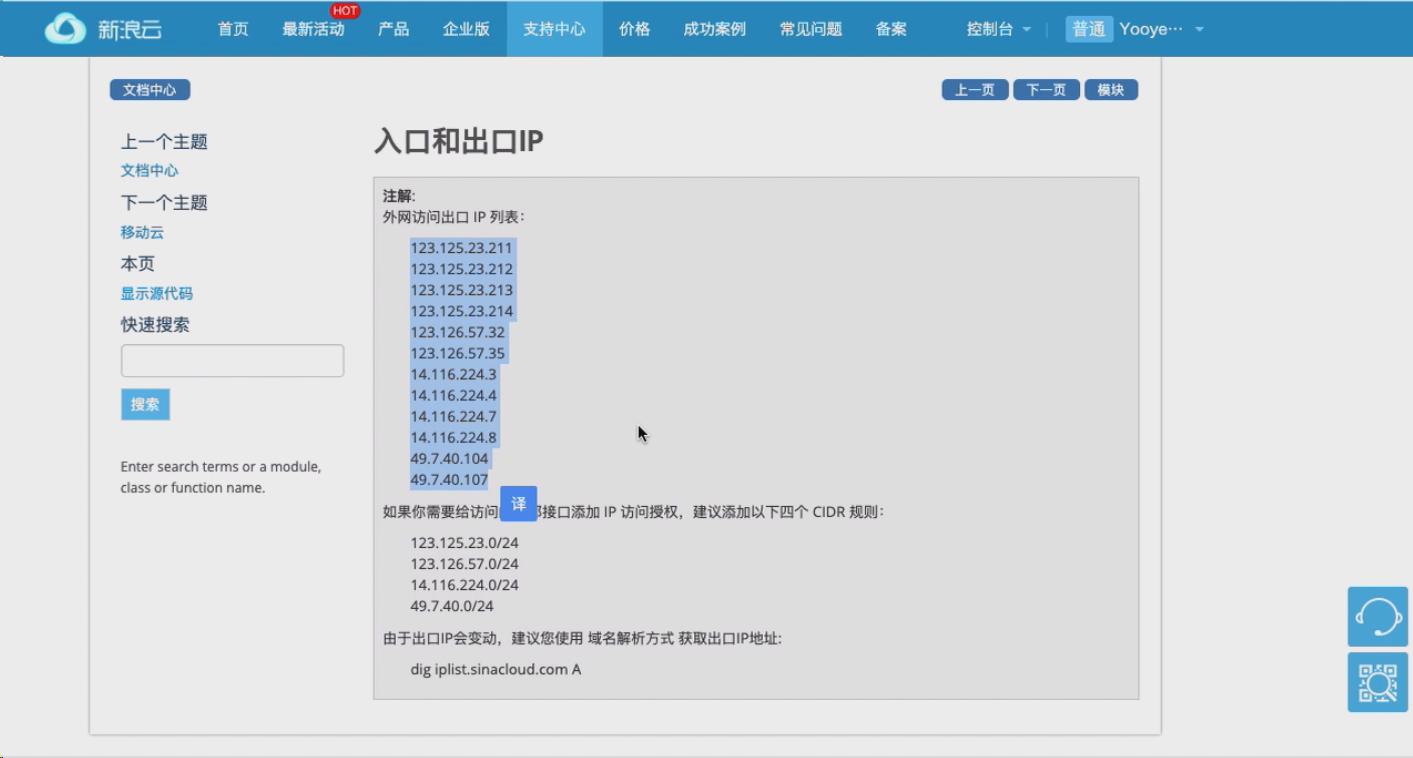 新浪云
首页 最新活动 HOT 产品 企业版 支持中心 价格 成功案例 常见问题 备案 控制台 普通 Yooye···
文档中心
上一页 下一页 模块
上一个主题
文档中心
下一个主题
移动云
本页
显示源代码
快速搜索
搜索
Enter search terms or a module,
class or function name.
入口和出口IP
注解:
外网访问出口 IP 列表：
123.125.23.211
123.125.23.212
123.125.23.213
123.125.23.214
123.126.57.32
123.126.57.35
14.116.224.3
14.116.224.4
14.116.224.7
14.116.224.8
49.7.40.104
49.7.40.107
译
如果你需要给访问 接口添加 IP 访问授权，建议添加以下四个 CIDR 规则：
123.125.23.0/24
123.126.57.0/24
14.116.224.0/24
49.7.40.0/24
由于出口IP会变动，建议您使用 域名解析方式 获取出口IP地址:
dig iplist.sinacloud.com A